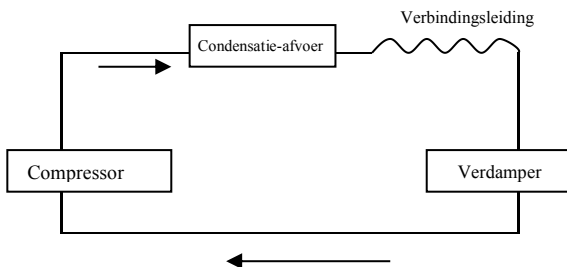 Verbindingsleiding
Condensatie-afvoer
Compressor
Verdamper